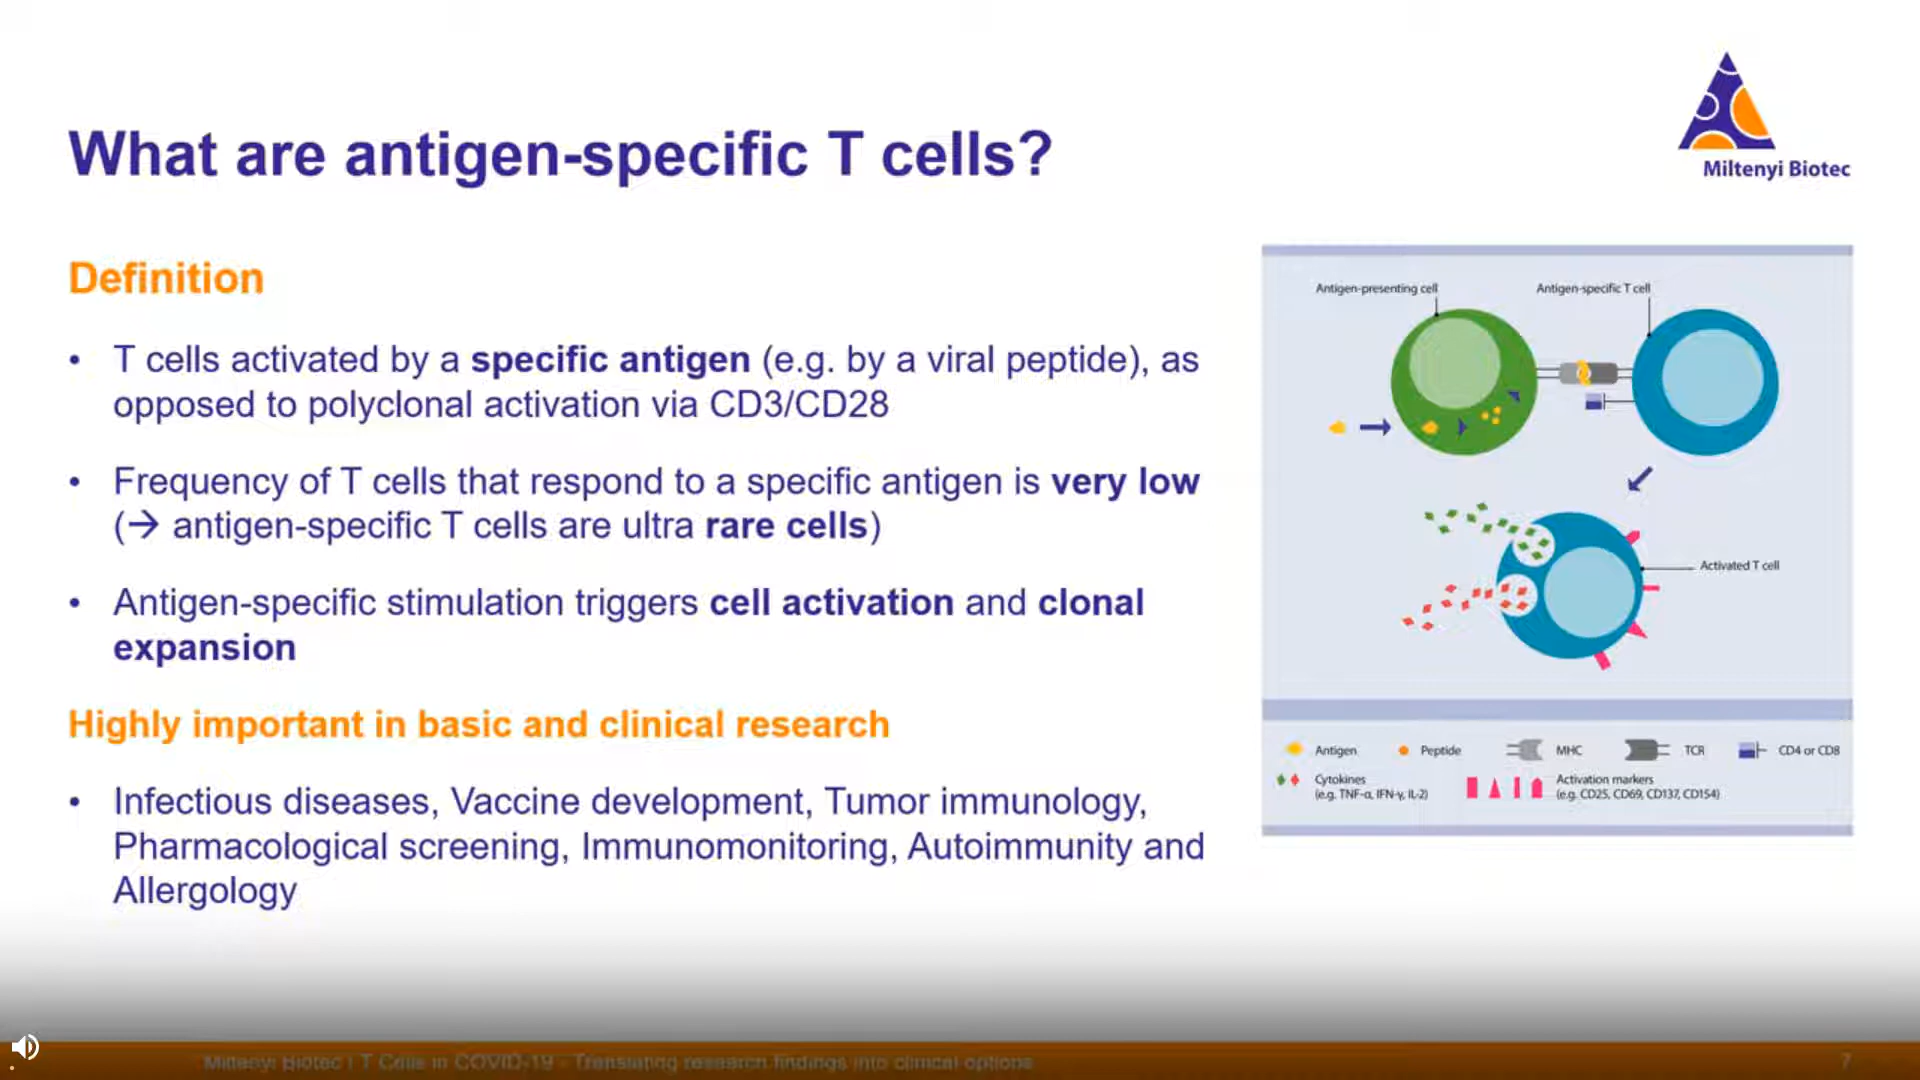 What are antigen-specific T cells?
Miltenyi Biotec
Definition
• T cells activated by a specific antigen (e.g. by a viral peptide), as
opposed to polyclonal activation via CD3/CD28
• Frequency of T cells that respond to a specific antigen is very low
(→ antigen-specific T cells are ultra rare cells)
• Antigen-specific stimulation triggers cell activation and clonal
expansion
Highly important in basic and clinical research
• Infectious diseases, Vaccine development, Tumor immunology,
Pharmacological screening, Immunomonitoring, Autoimmunity and
Allergology
Antigen-presenting cell
Antigen-specific T cell
Activated T cell
Antigen
Peptide
MHC
TCR
CD4 or CD8
Cytokines
(e.g. TNF-α, IFN-γ, IL-2)
Activation markers
(e.g. CD25, CD69, CD137, CD154)
Miltenyi Biotec | T Cells in COVID-19 - Translating research findings into clinical options
7